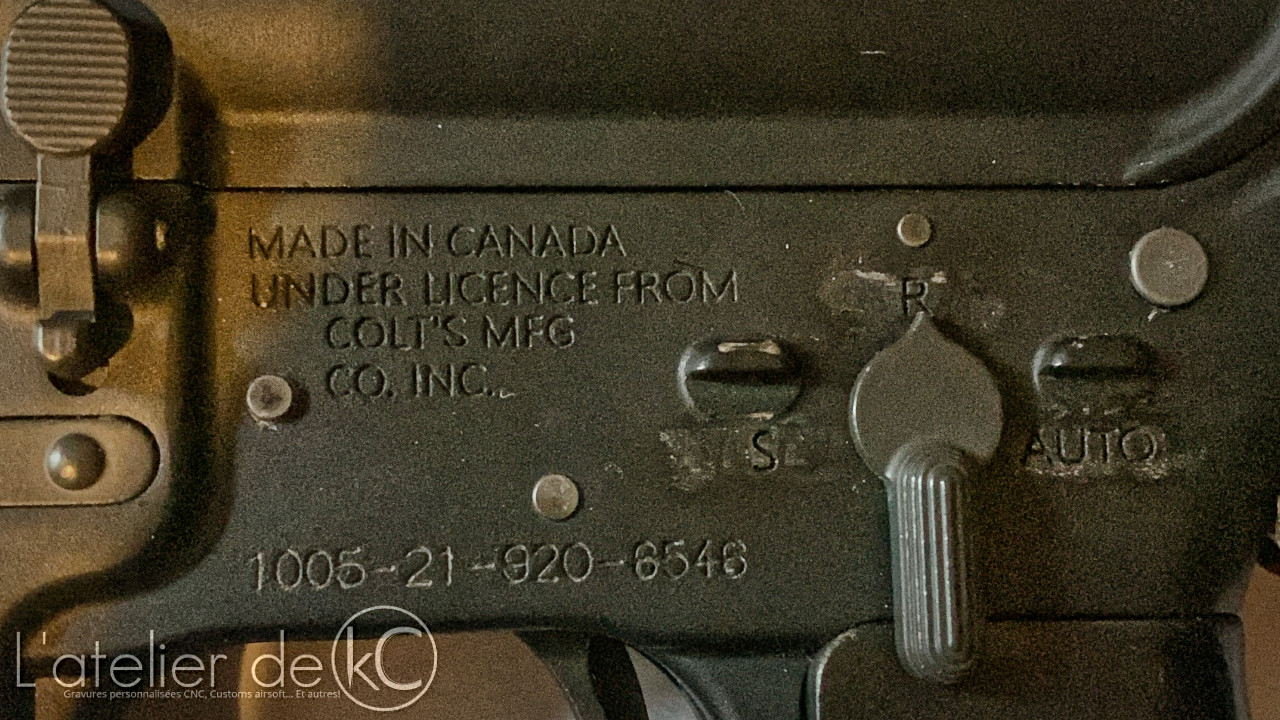 MADE IN CANADA
UNDER LICENCE FROM
COLT'S MFG
CO. INC.
R
S
AUTO
1005-21-920-6546
L'atelier de kC
Gravures personnalisées CNC, Customs airsoft... Et autres!